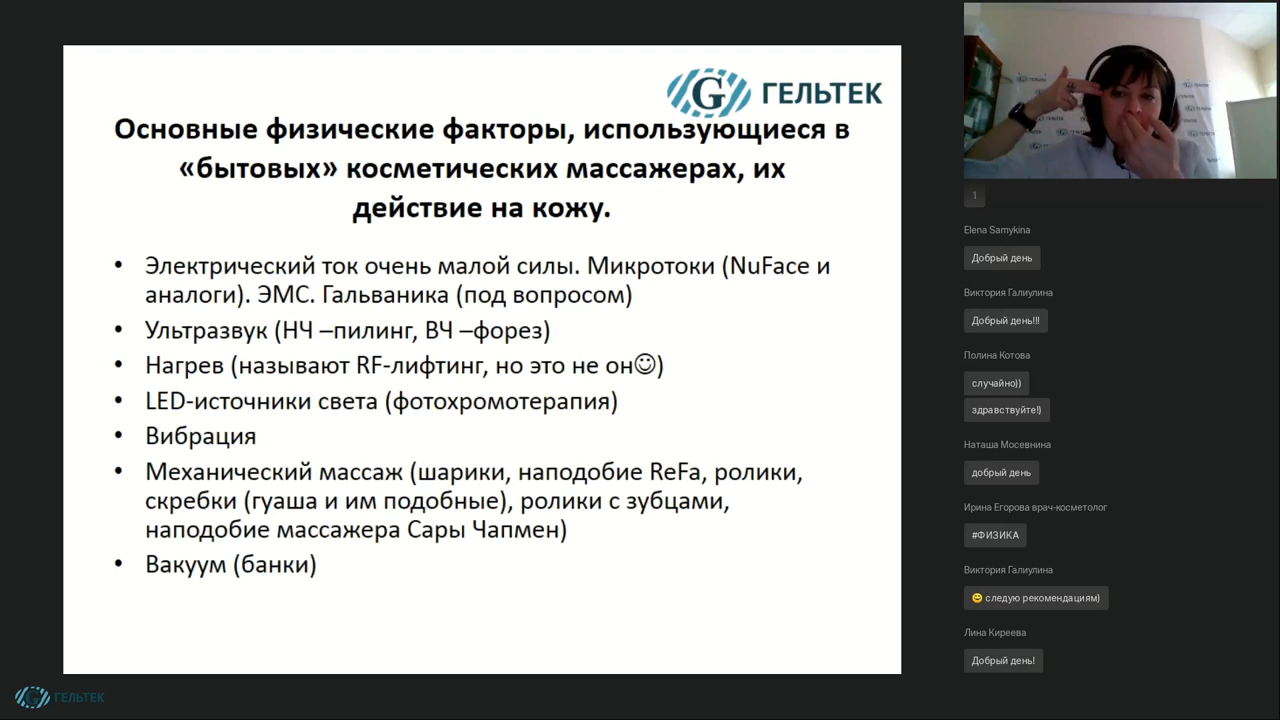 G ГЕЛЬТЕК
Основные физические факторы, использующиеся в
«бытовых» косметических массажерах, их
действие на кожу.
• Электрический ток очень малой силы. Микротоки (NuFace и
аналоги). ЭМС. Гальваника (под вопросом)
• Ультразвук (НЧ –пилинг, ВЧ –форез)
• Нагрев (называют RF-лифтинг, но это не он☺)
• LED-источники света (фотохромотерапия)
• Вибрация
• Механический массаж (шарики, наподобие ReFa, ролики,
скребки (гуаша и им подобные), ролики с зубцами,
наподобие массажера Сары Чапмен)
• Вакуум (банки)
G ГЕЛЬТЕК
1
Elena Samykina
Добрый день
Виктория Галиулина
Добрый день!!!
Полина Котова
случайно))
здравствуйте!)
Наташа Мосевнина
добрый день
Ирина Егорова врач-косметолог
#ФИЗИКА
Виктория Галиулина
😊 следую рекомендациям)
Лина Киреева
Добрый день!